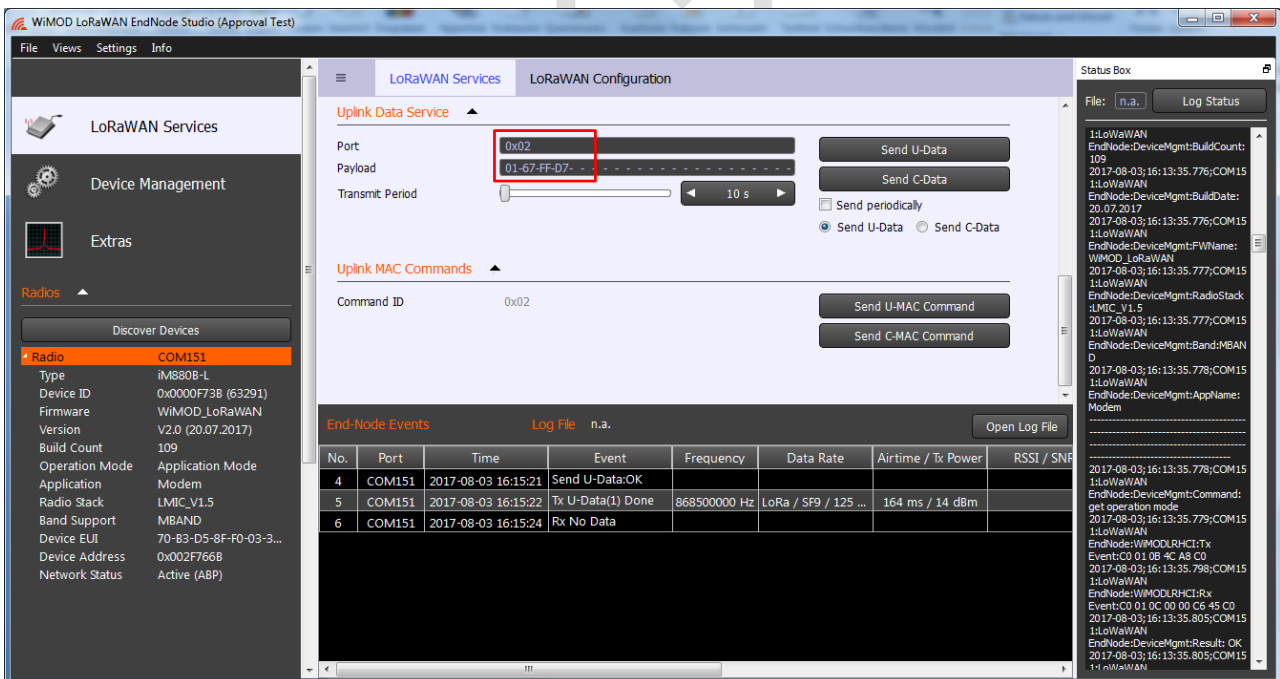 WiMOD LoRaWAN EndNode Studio (Approval Test)
File Views Settings Info
LoRaWAN Services
Device Management
Extras
Radios
Discover Devices
Radio COM151
Type iM880B-L
Device ID 0x0000F73B (63291)
Firmware WiMOD_LoRaWAN
Version V2.0 (20.07.2017)
Build Count 109
Operation Mode Application Mode
Application Modem
Radio Stack LMIC_V1.5
Band Support MBAND
Device EUI 70-B3-D5-8F-F0-03-3...
Device Address 0x002F766B
Network Status Active (ABP)
LoRaWAN Services LoRaWAN Configuration
Uplink Data Service
Port 0x02 Send U-Data
Payload 01-67-FF-D7- - - - - - - - - - - - - - - - Send C-Data
Transmit Period 10 s
Send periodically
Send U-Data Send C-Data
Uplink MAC Commands
Command ID 0x02 Send U-MAC Command
Send C-MAC Command
End-Node Events Log File n.a. Open Log File
No. Port Time Event Frequency Data Rate Airtime / Tx Power RSSI / SNR
4 COM151 2017-08-03 16:15:21 Send U-Data:OK
5 COM151 2017-08-03 16:15:22 Tx U-Data(1) Done 868500000 Hz LoRa / SF9 / 125 ... 164 ms / 14 dBm
6 COM151 2017-08-03 16:15:24 Rx No Data
Status Box
File: n.a. Log Status
1:LoWaWAN
EndNode:DeviceMgmt:BuildCount:
109
2017-08-03;16:13:35.776;COM15
1:LoWaWAN
EndNode:DeviceMgmt:BuildDate:
20.07.2017
2017-08-03;16:13:35.776;COM15
1:LoWaWAN
EndNode:DeviceMgmt:FWName:
WiMOD_LoRaWAN
2017-08-03;16:13:35.777;COM15
1:LoWaWAN
EndNode:DeviceMgmt:RadioStack
:LMIC_V1.5
2017-08-03;16:13:35.777;COM15
1:LoWaWAN
EndNode:DeviceMgmt:Band:MBAN
D
2017-08-03;16:13:35.778;COM15
1:LoWaWAN
EndNode:DeviceMgmt:AppName:
Modem
2017-08-03;16:13:35.778;COM15
1:LoWaWAN
EndNode:DeviceMgmt:Command:
get operation mode
2017-08-03;16:13:35.779;COM15
1:LoWaWAN
EndNode:WiMODLRHCI:Tx
Event:C0 01 0B 4C A8 C0
2017-08-03;16:13:35.798;COM15
1:LoWaWAN
EndNode:WiMODLRHCI:Rx
Event:C0 01 0C 00 00 C6 45 C0
2017-08-03;16:13:35.805;COM15
1:LoWaWAN
EndNode:DeviceMgmt:Result: OK
2017-08-03;16:13:35.805;COM15
1:LoWaWAN